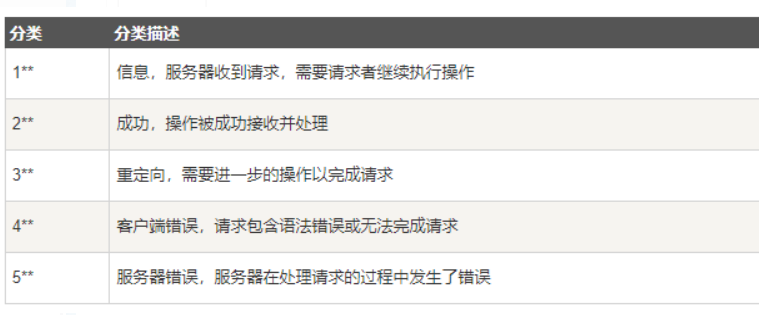 分类 分类描述
1** 信息，服务器收到请求，需要请求者继续执行操作
2** 成功，操作被成功接收并处理
3** 重定向，需要进一步的操作以完成请求
4** 客户端错误，请求包含语法错误或无法完成请求
5** 服务器错误，服务器在处理请求的过程中发生了错误